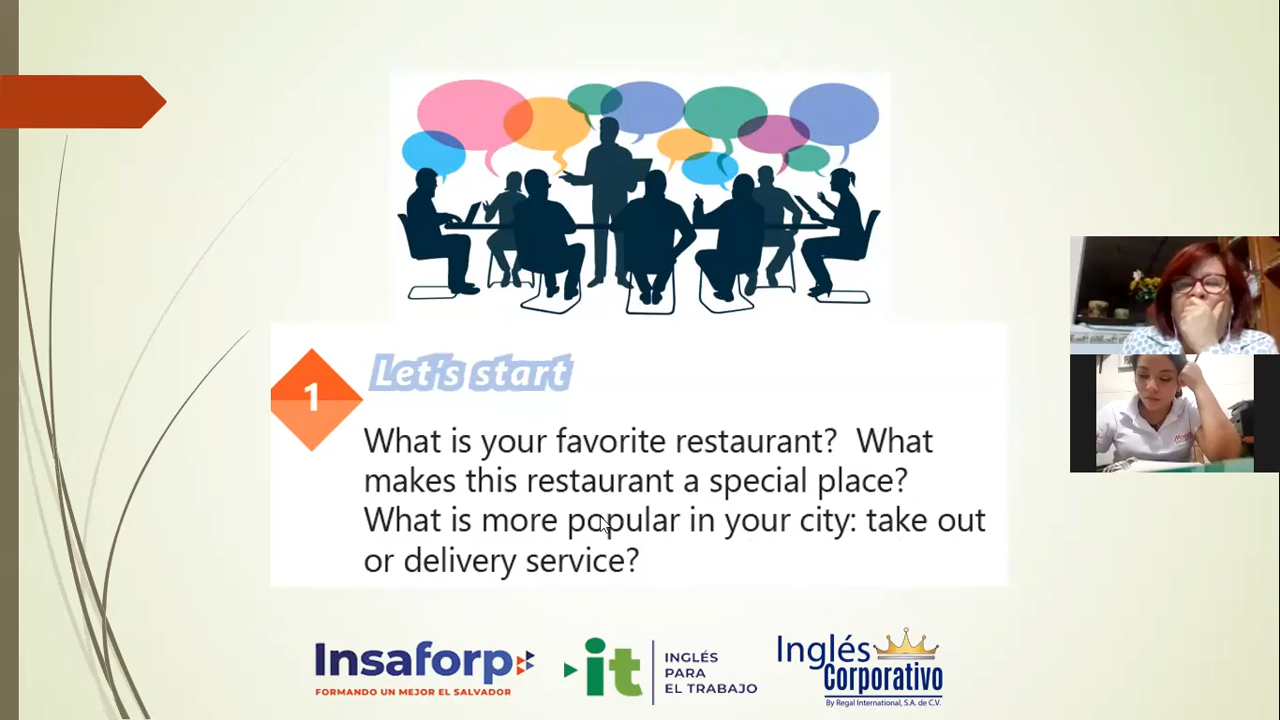 1
Let's start
What is your favorite restaurant? What
makes this restaurant a special place?
What is more popular in your city: take out
or delivery service?
Insaforp
FORMANDO UN MEJOR EL SALVADOR
it
INGLÉS
PARA
EL TRABAJO
Inglés
Corporativo
By Regal International, S.A. de C.V.